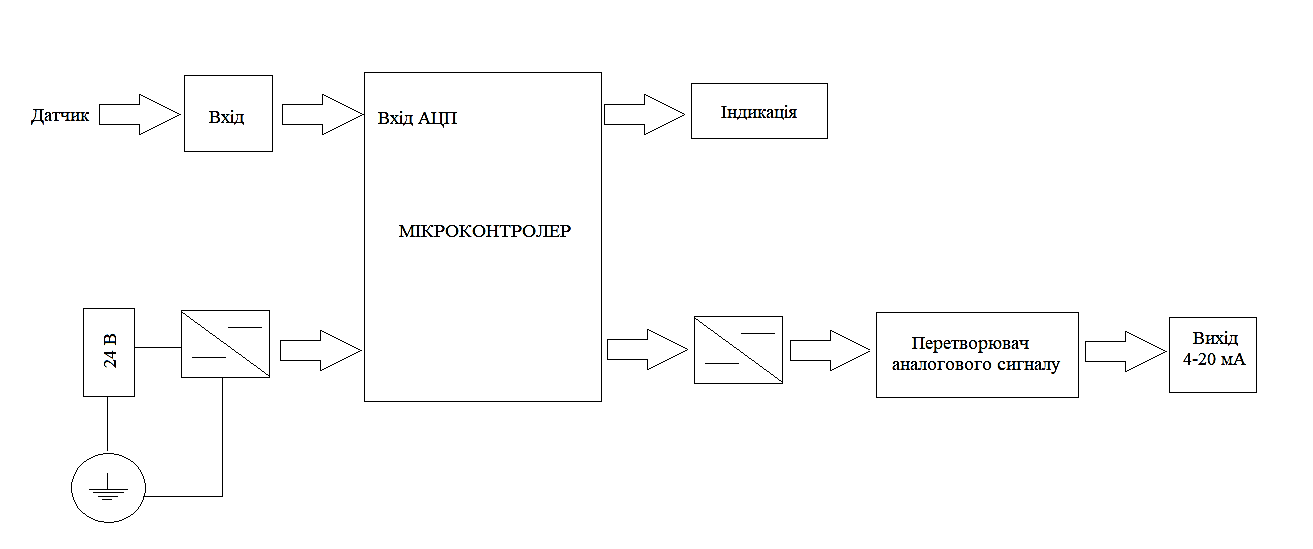 Датчик
Вхід
Вхід АЦП
Індикація
МІКРОКОНТРОЛЕР
24 В
Перетворювач
аналогового сигналу
Вихід
4-20 мА